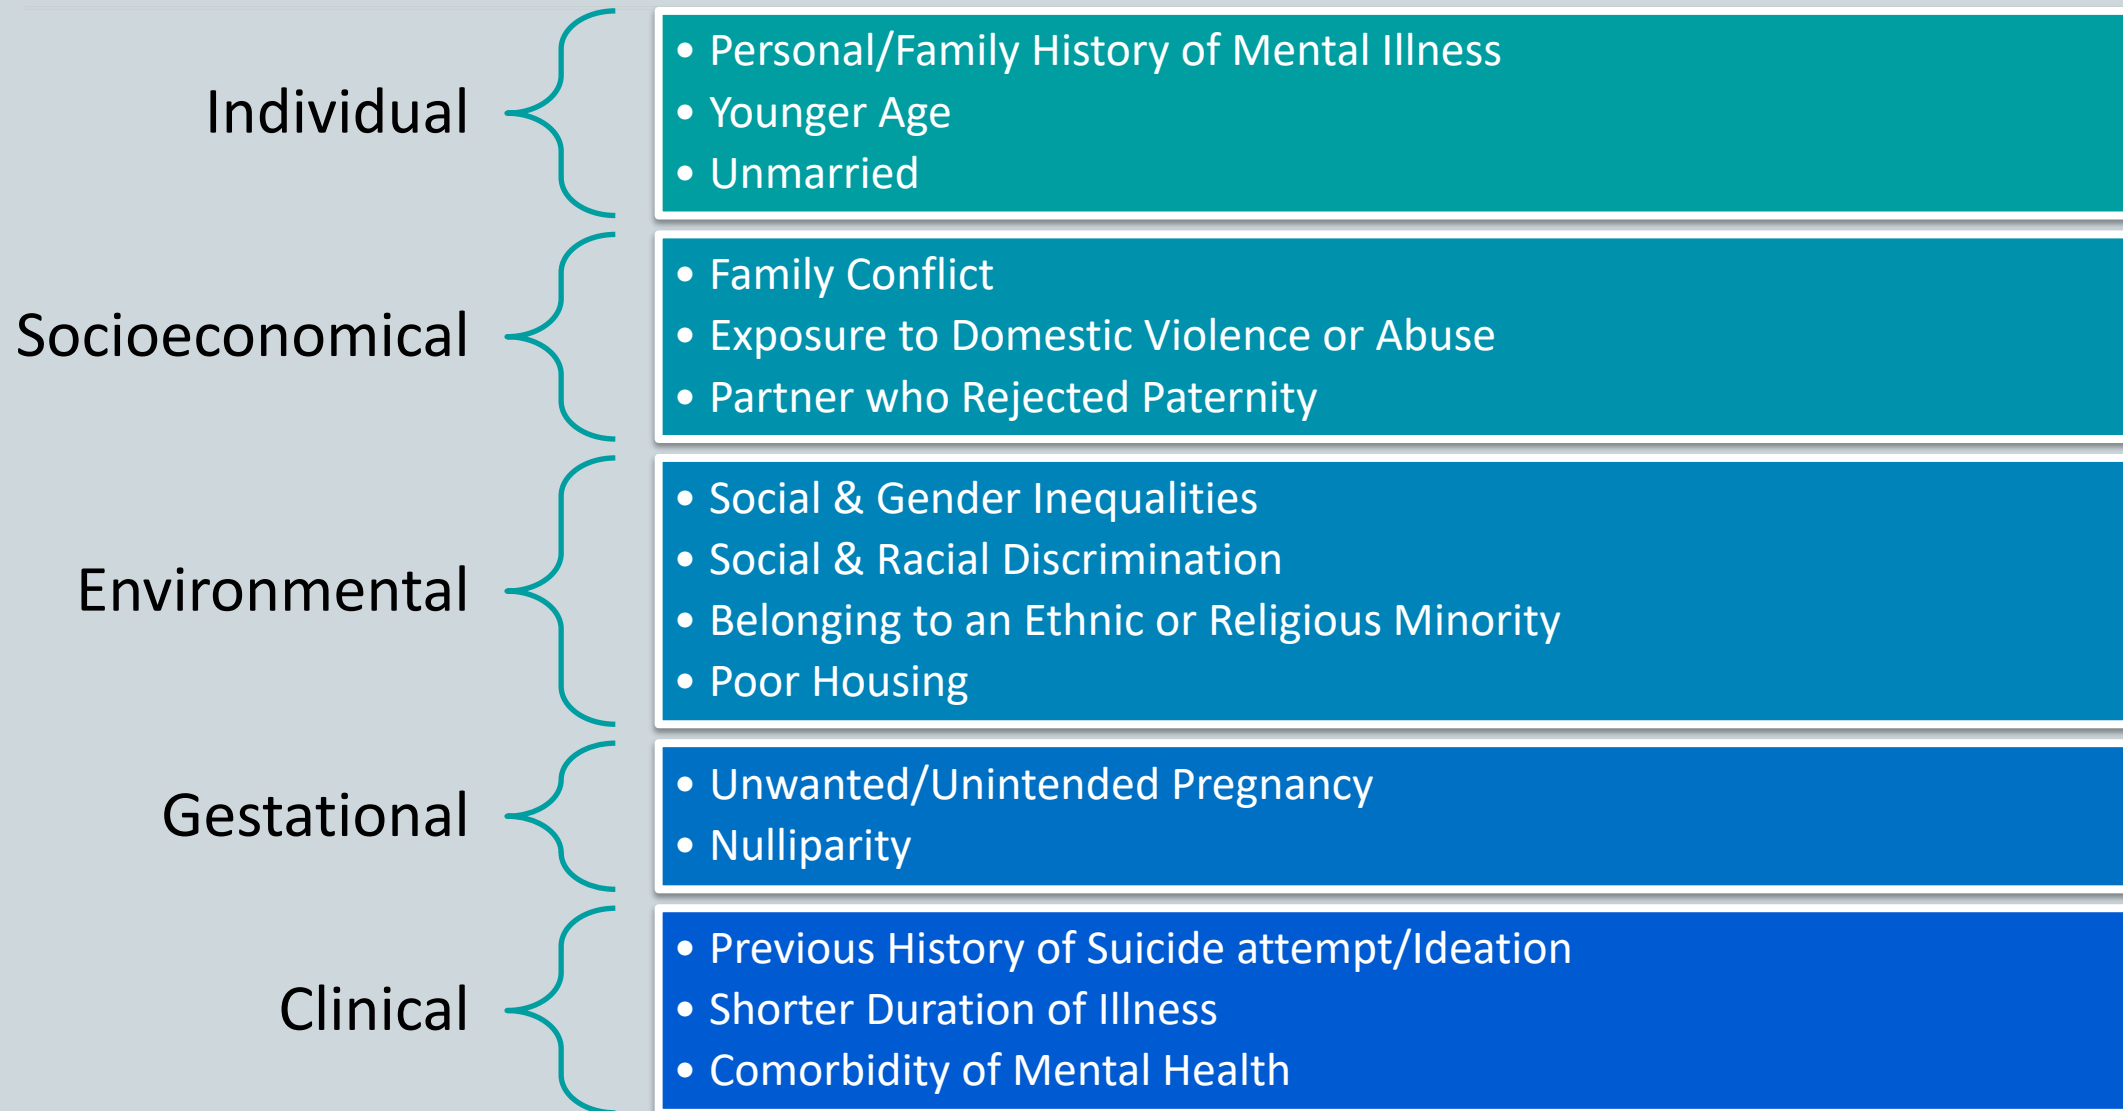 Individual
• Personal/Family History of Mental Illness
• Younger Age
• Unmarried
Socioeconomical
• Family Conflict
• Exposure to Domestic Violence or Abuse
• Partner who Rejected Paternity
Environmental
• Social & Gender Inequalities
• Social & Racial Discrimination
• Belonging to an Ethnic or Religious Minority
• Poor Housing
Gestational
• Unwanted/Unintended Pregnancy
• Nulliparity
Clinical
• Previous History of Suicide attempt/Ideation
• Shorter Duration of Illness
• Comorbidity of Mental Health